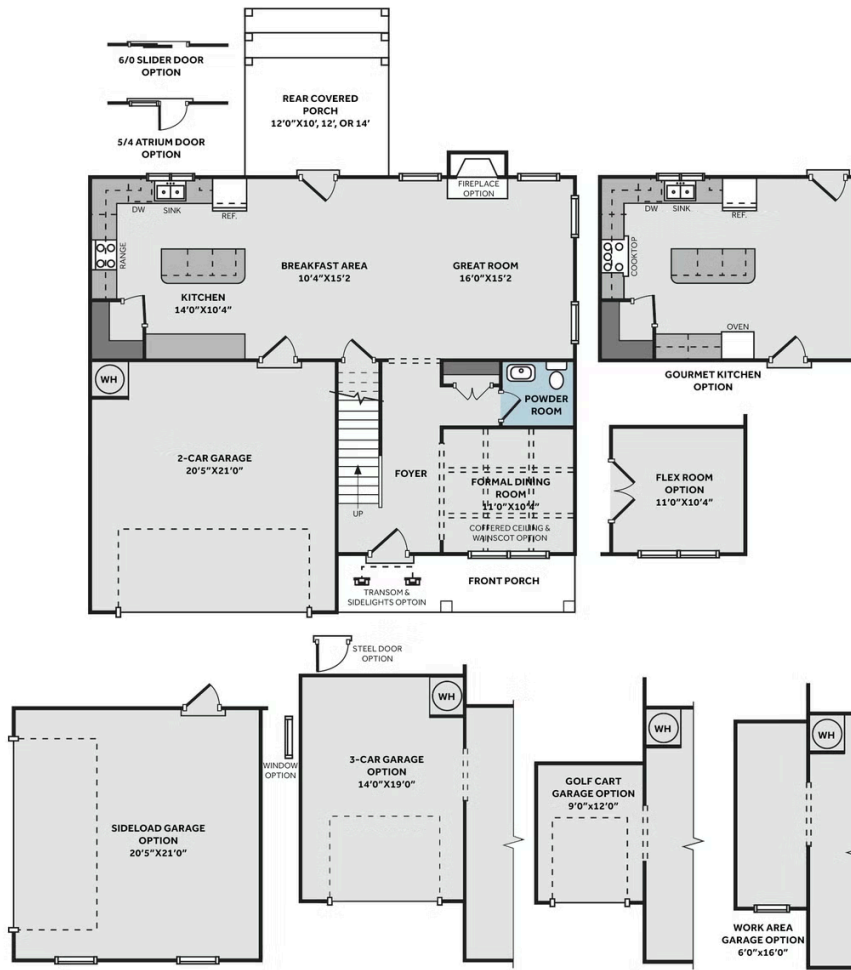 6/0 SLIDER DOOR
OPTION
5/4 ATRIUM DOOR
OPTION
REAR COVERED
PORCH
12'0"X10', 12', OR 14'
FIREPLACE
OPTION
DW
SINK
REF.
RANGE
KITCHEN
14'0"X10'4"
BREAKFAST AREA
10'4"X15'2
GREAT ROOM
16'0"X15'2
DW
SINK
REF.
COOKTOP
OVEN
GOURMET KITCHEN
OPTION
WH
POWDER
ROOM
2-CAR GARAGE
20'5"X21'0"
UP
FOYER
FORMAL DINING
ROOM
11'0"X10'4"
COFFERED CEILING &
WAINSCOT OPTION
FLEX ROOM
OPTION
11'0"X10'4"
TRANSOM &
SIDELIGHTS OPTOIN
FRONT PORCH
STEEL DOOR
OPTION
SIDELOAD GARAGE
OPTION
20'5"X21'0"
WINDOW
OPTION
WH
3-CAR GARAGE
OPTION
14'0"X19'0"
WH
GOLF CART
GARAGE OPTION
9'0"x12'0"
WH
WORK AREA
GARAGE OPTION
6'0"x16'0"